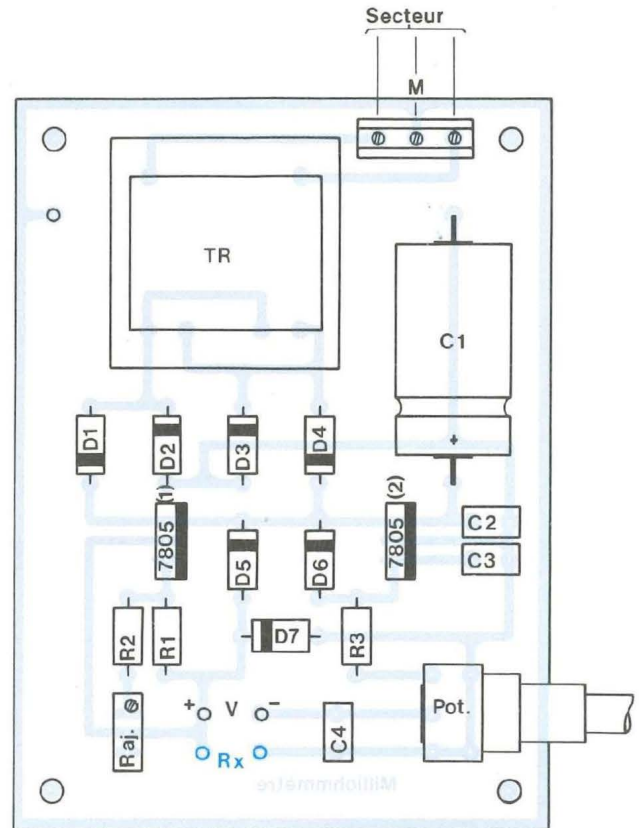 Secteur
M
TR
C1
+
D1
D2
D3
D4
7805 (1)
7805 (2)
C2
C3
D5
D6
R2
R1
D7
R3
Raj.
+ V -
Rx
C4
Pot.
Milliohmmetre